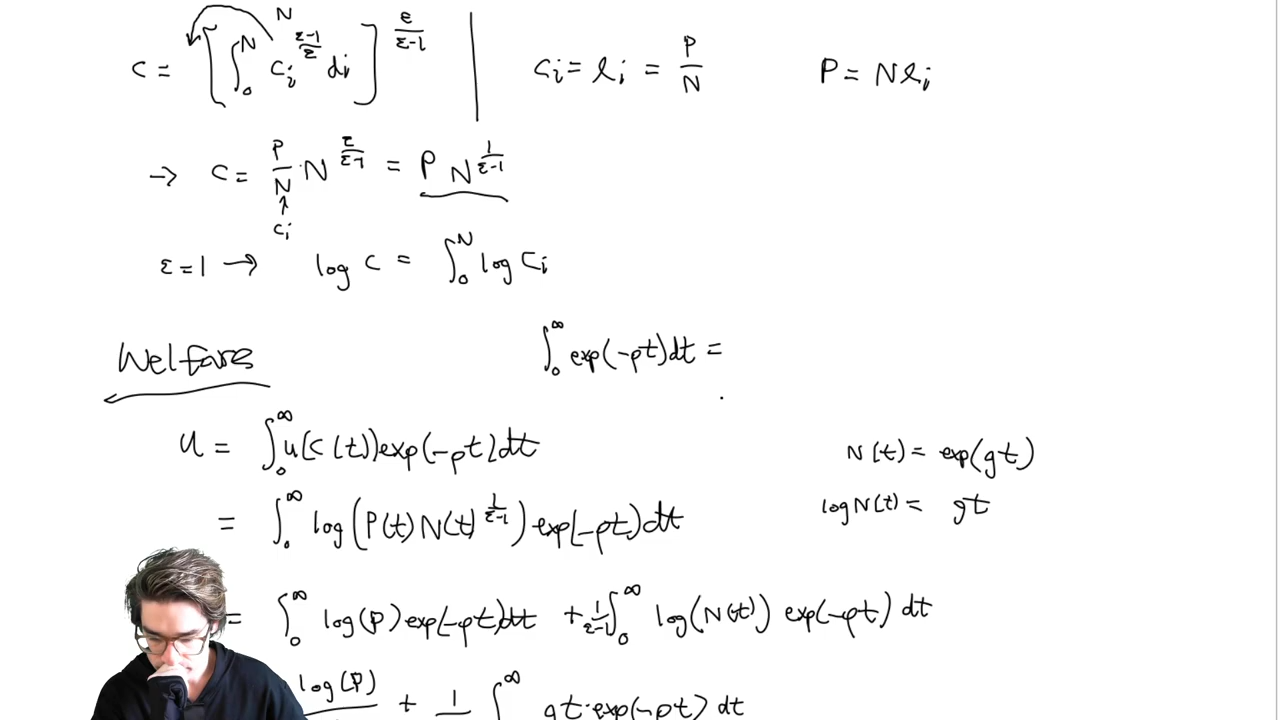 C = [∫₀ᴺ Cᵢ^((ε-1)/ε) di]^(ε/(ε-1)) | Cᵢ = ℓᵢ = P/N P = Nℓᵢ
N
→ C = P/N · N^(ε/(ε-1)) = P N^(1/(ε-1))
↑
Cᵢ
ε = 1 → log C = ∫₀ᴺ log Cᵢ
Welfare
∫₀^∞ exp(-ρt)dt =
U = ∫₀^∞ u(C(t))exp(-ρt)dt
N(t) = exp(gt)
= ∫₀^∞ log(P(t)N(t)^(1/(ε-1))) exp(-ρt)dt
log N(t) = gt
= ∫₀^∞ log(P) exp(-ρt)dt + 1/(ε-1) ∫₀^∞ log(N(t)) exp(-ρt) dt
log(P) + 1 ∫^∞ gt·exp(-ρt) dt